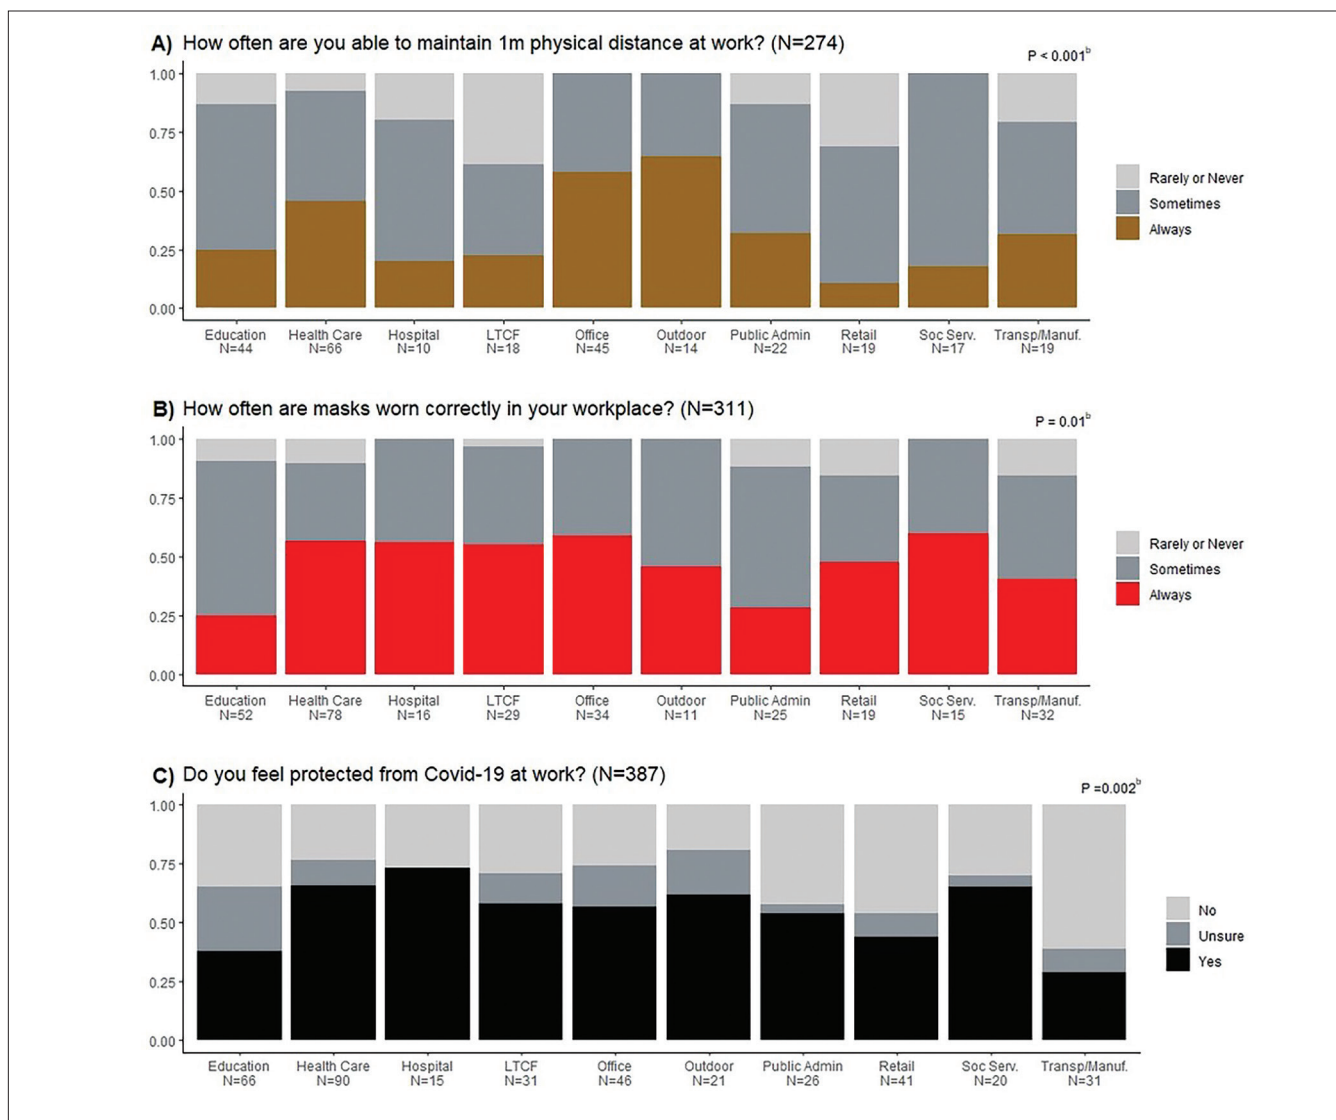 A) How often are you able to maintain 1m physical distance at work? (N=274)
P < 0.001b
1.00
0.75
0.50
0.25
0.00
Rarely or Never
Sometimes
Always
Education Health Care Hospital LTCF Office Outdoor Public Admin Retail Soc Serv. Transp/Manuf.
N=44 N=66 N=10 N=18 N=45 N=14 N=22 N=19 N=17 N=19
B) How often are masks worn correctly in your workplace? (N=311)
P = 0.01b
1.00
0.75
0.50
0.25
0.00
Rarely or Never
Sometimes
Always
Education Health Care Hospital LTCF Office Outdoor Public Admin Retail Soc Serv. Transp/Manuf.
N=52 N=78 N=16 N=29 N=34 N=11 N=25 N=19 N=15 N=32
C) Do you feel protected from Covid-19 at work? (N=387)
P =0.002b
1.00
0.75
0.50
0.25
0.00
No
Unsure
Yes
Education Health Care Hospital LTCF Office Outdoor Public Admin Retail Soc Serv. Transp/Manuf.
N=66 N=90 N=15 N=31 N=46 N=21 N=26 N=41 N=20 N=31